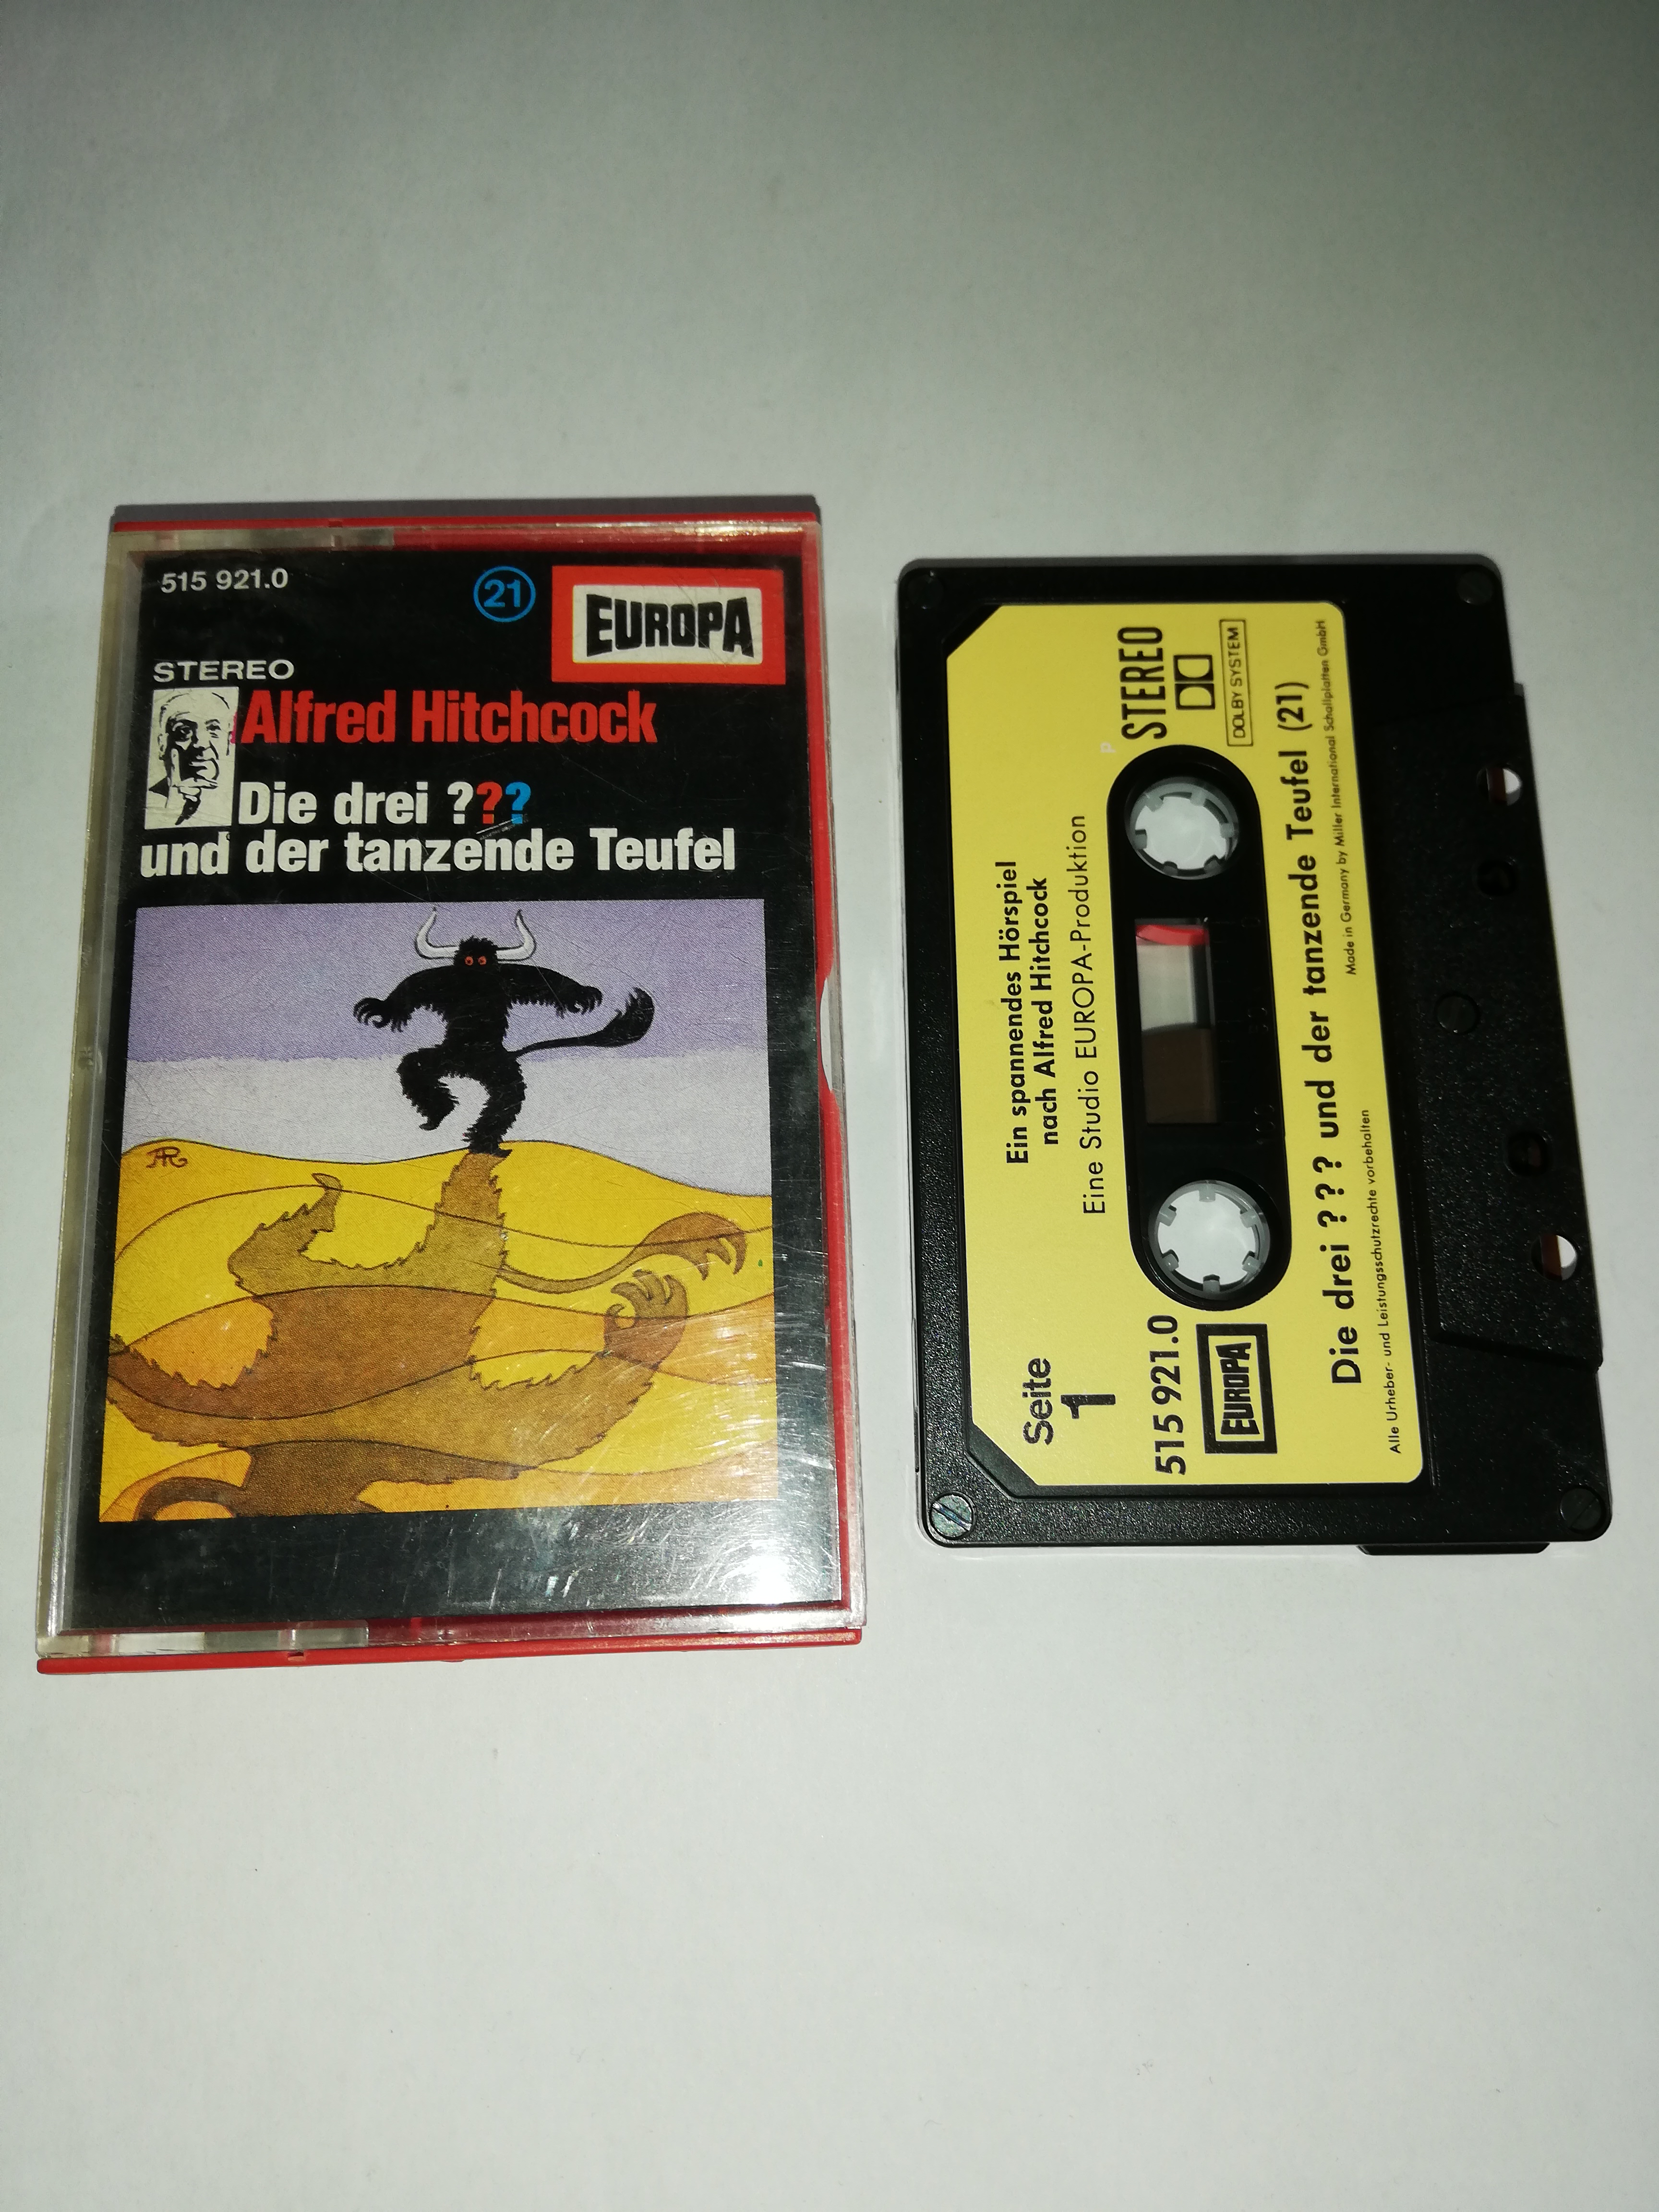 515 921.0
21
EUROPA
STEREO
Alfred Hitchcock
Die drei ???
und der tanzende Teufel
AR
Seite
1
Ein spannendes Hörspiel
nach Alfred Hitchcock
Eine Studio EUROPA-Produktion
P
515 921.0
STEREO
EUROPA
DOLBY SYSTEM
Die drei ??? und der tanzende Teufel (21)
Alle Urheber- und Leistungsschutzrechte vorbehalten
Made in Germany by Miller International Schallplatten GmbH